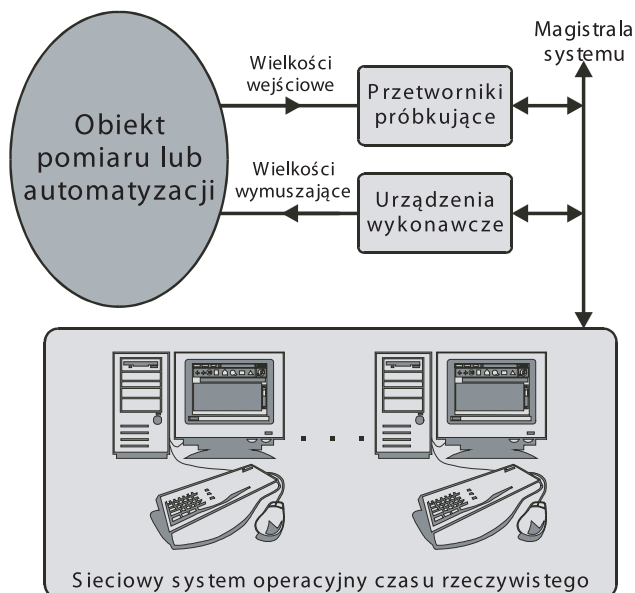 Magistrala
systemu
Wielkości
wejściowe
Przetworniki
próbkujące
Obiekt
pomiaru lub
automatyzacji
Wielkości
wymuszające
Urządzenia
wykonawcze
. . .
Sieciowy system operacyjny czasu rzeczywistego